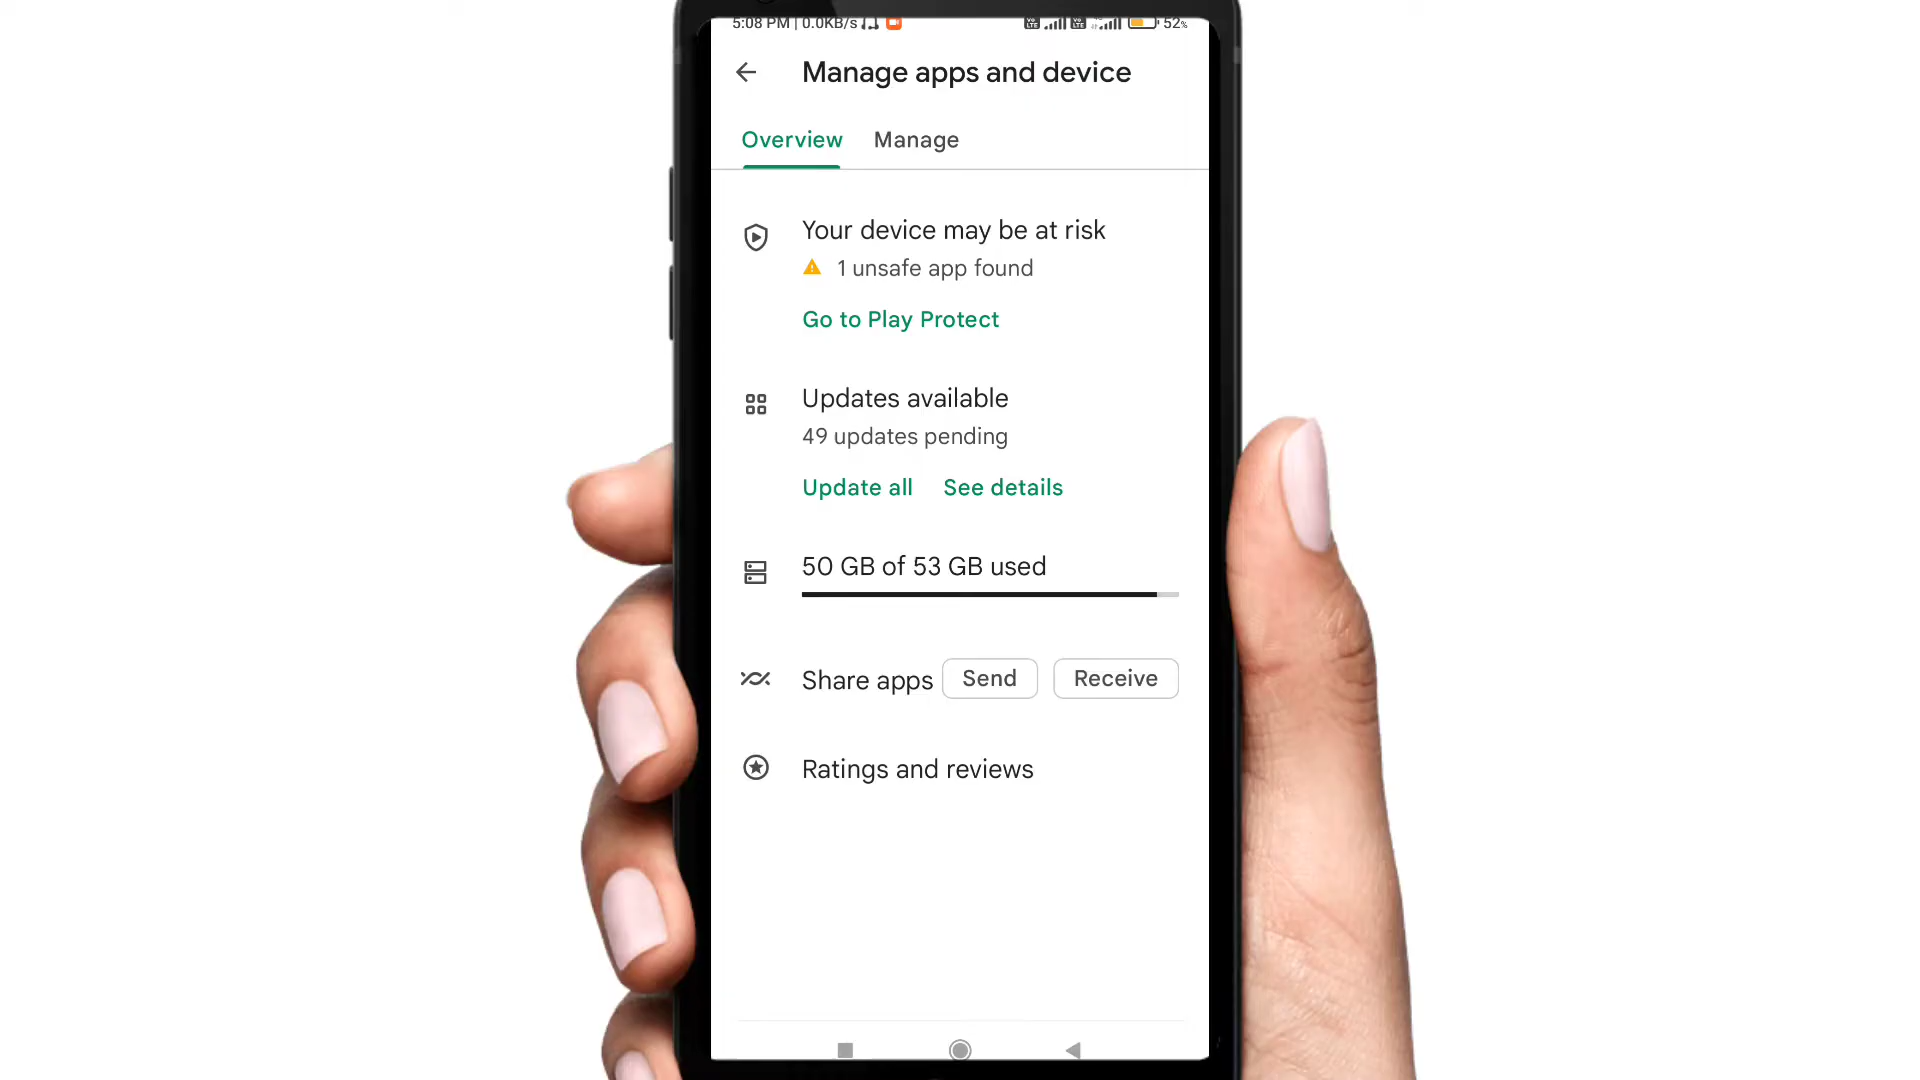 5:08 PM | 0.0KB/s 52%
Manage apps and device
Overview Manage
Your device may be at risk
1 unsafe app found
Go to Play Protect
Updates available
49 updates pending
Update all See details
50 GB of 53 GB used
Share apps Send Receive
Ratings and reviews